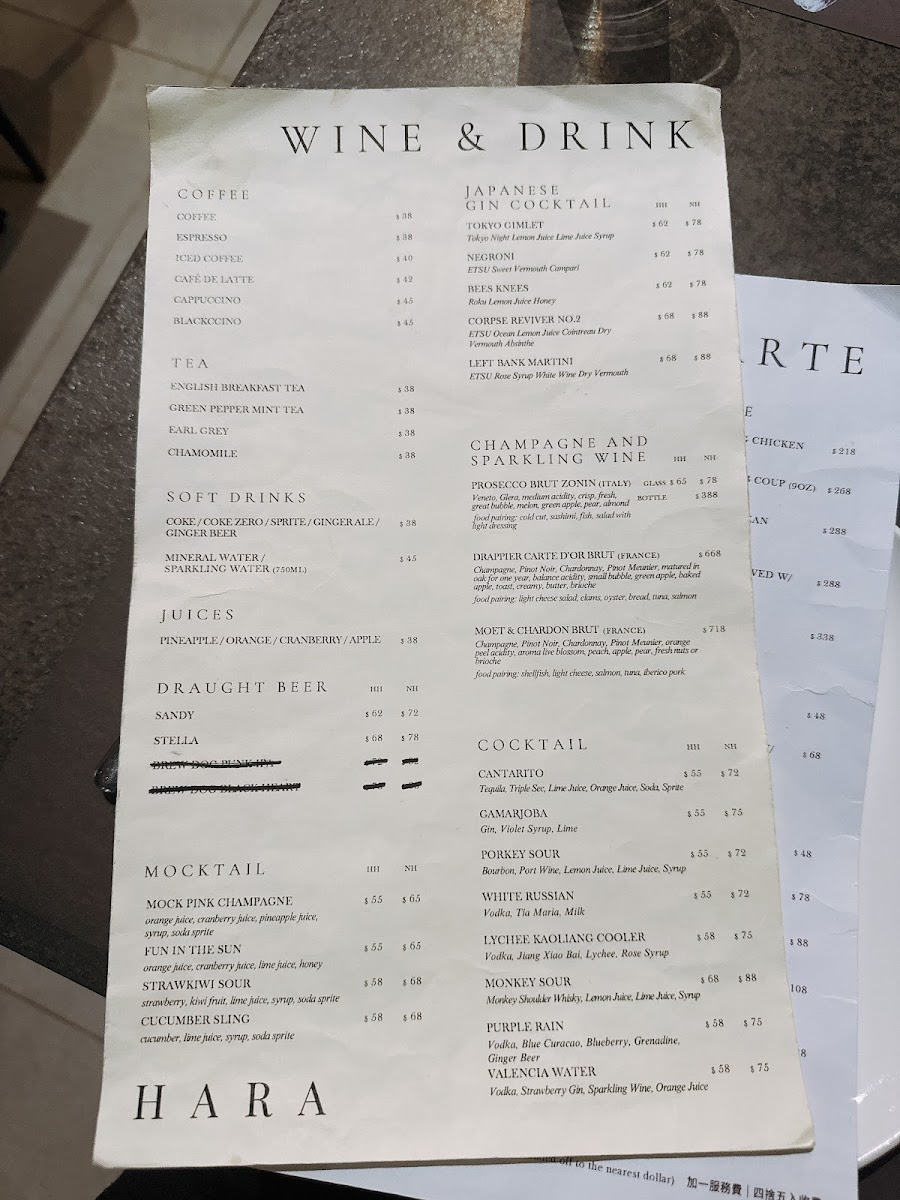 WINE & DRINK
COFFEE
COFFEE $38
ESPRESSO $38
ICED COFFEE $40
CAFÉ DE LATTE $42
CAPPUCCINO $45
BLACKCCINO $45
TEA
ENGLISH BREAKFAST TEA $38
GREEN PEPPER MINT TEA $38
EARL GREY $38
CHAMOMILE $38
SOFT DRINKS
COKE / COKE ZERO / SPRITE / GINGER ALE / $38
GINGER BEER
MINERAL WATER / $45
SPARKLING WATER (750ML)
JUICES
PINEAPPLE / ORANGE / CRANBERRY / APPLE $38
DRAUGHT BEER HH NH
SANDY $62 $72
STELLA $68 $78
BREW DOG PUNK IPA
BREW DOG BLACK HEART
MOCKTAIL HH NH
MOCK PINK CHAMPAGNE $55 $65
orange juice, cranberry juice, pineapple juice,
syrup, soda sprite
FUN IN THE SUN $55 $65
orange juice, cranberry juice, lime juice, honey
STRAWKIWI SOUR $58 $68
strawberry, kiwi fruit, lime juice, syrup, soda sprite
CUCUMBER SLING $58 $68
cucumber, lime juice, syrup, soda sprite
HARA
JAPANESE
GIN COCKTAIL HH NH
TOKYO GIMLET $62 $78
Tokyo Night Lemon Juice Lime Juice Syrup
NEGRONI $62 $78
ETSU Sweet Vermouth Campari
BEES KNEES $62 $78
Roku Lemon Juice Honey
CORPSE REVIVER NO.2 $68 $88
ETSU Ocean Lemon Juice Cointreau Dry
Vermouth Absinthe
LEFT BANK MARTINI $68 $88
ETSU Rose Syrup White Wine Dry Vermouth
CHAMPAGNE AND
SPARKLING WINE HH NH
PROSECCO BRUT ZONIN (ITALY) GLASS $65 $78
Veneto, Glera, medium acidity, crisp, fresh, BOTTLE $388
great bubble, melon, green apple, pear, almond
food pairing: cold cut, sashimi, fish, salad with
light dressing
DRAPPIER CARTE D'OR BRUT (FRANCE) $668
Champagne, Pinot Noir, Chardonnay, Pinot Meunier, matured in
oak for one year, balance acidity, small bubble, green apple, baked
apple, toast, creamy, butter, brioche
food pairing: light cheese salad, clams, oyster, bread, tuna, salmon
MOET & CHARDON BRUT (FRANCE) $718
Champagne, Pinot Noir, Chardonnay, Pinot Meunier, orange
peel acidity, aroma live blossom, peach, apple, pear, fresh nuts or
brioche
food pairing: shellfish, light cheese, salmon, tuna, iberico pork
COCKTAIL HH NH
CANTARITO $55 $72
Tequila, Triple Sec, Lime Juice, Orange Juice, Soda, Sprite
GAMARJOBA $55 $75
Gin, Violet Syrup, Lime
PORKEY SOUR $55 $72
Bourbon, Port Wine, Lemon Juice, Lime Juice, Syrup
WHITE RUSSIAN $55 $72
Vodka, Tia Maria, Milk
LYCHEE KAOLIANG COOLER $58 $75
Vodka, Jiang Xiao Bai, Lychee, Rose Syrup
MONKEY SOUR $68 $88
Monkey Shoulder Whisky, Lemon Juice, Lime Juice, Syrup
PURPLE RAIN $58 $75
Vodka, Blue Curacao, Blueberry, Grenadine,
Ginger Beer
VALENCIA WATER $58 $75
Vodka, Strawberry Gin, Sparkling Wine, Orange Juice
ARTE
E
CHICKEN $218
COUP (9OZ) $268
$288
VED W/ $288
$338
$48
$68
$48
$78
$88
108
8
off to the nearest dollar) 加一服務費 | 四捨五入收